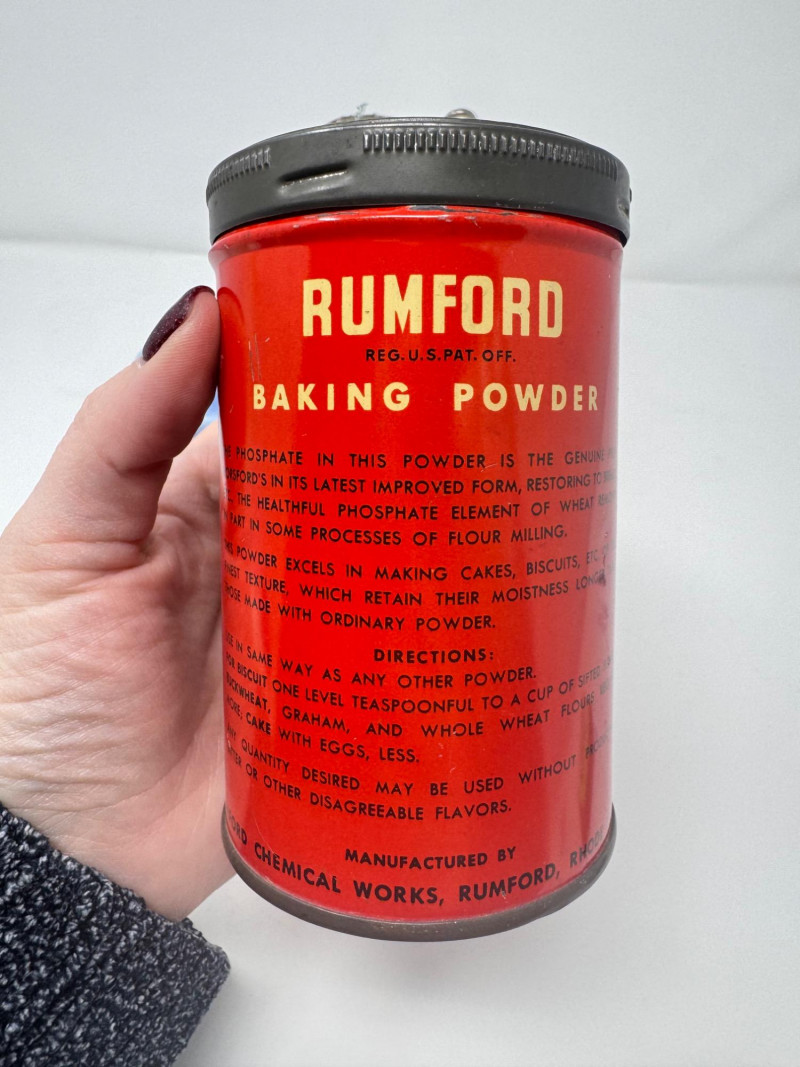 RUMFORD
REG. U.S. PAT. OFF.
BAKING POWDER
PHOSPHATE IN THIS POWDER IS THE GENUINE
IN ITS LATEST IMPROVED FORM, RESTORING TO
THE HEALTHFUL PHOSPHATE ELEMENT OF WHEAT
PART IN SOME PROCESSES OF FLOUR MILLING.
POWDER EXCELS IN MAKING CAKES, BISCUITS, ETC
TEXTURE, WHICH RETAIN THEIR MOISTNESS
MADE WITH ORDINARY POWDER.
DIRECTIONS:
IN SAME WAY AS ANY OTHER POWDER.
FOR BISCUIT ONE LEVEL TEASPOONFUL TO A CUP OF SIFTED
BUCKWHEAT, GRAHAM, AND WHOLE WHEAT FLOURS
MORE; CAKE WITH EGGS, LESS.
QUANTITY DESIRED MAY BE USED WITHOUT
OR OTHER DISAGREEABLE FLAVORS.
MANUFACTURED BY
CHEMICAL WORKS, RUMFORD,